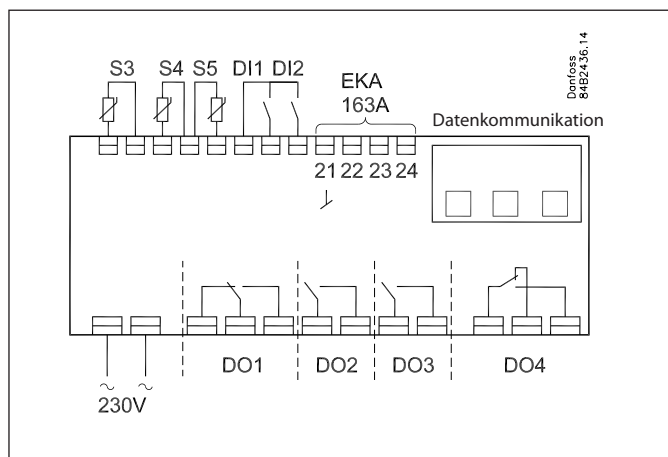 S3 S4 S5 DI1 DI2
EKA
163A
Danfoss
84B2436.14
Datenkommunikation
21 22 23 24
DO1 DO2 DO3 DO4
~ ~
230V